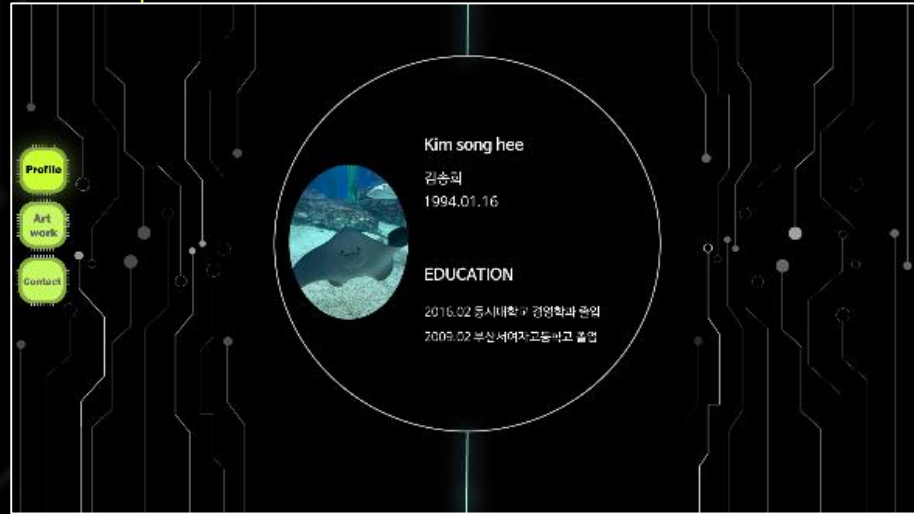 Profile
Art
work
Contact
Kim song hee
김송희
1994.01.16
EDUCATION
2016.02 동서대학교 경영학과 졸업
2009.02 부산서여자고등학교 졸업